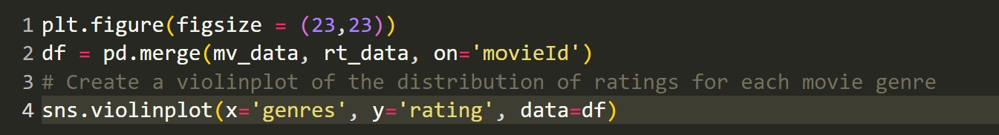 1 plt.figure(figsize = (23,23))
2 df = pd.merge(mv_data, rt_data, on='movieId')
3 # Create a violinplot of the distribution of ratings for each movie genre
4 sns.violinplot(x='genres', y='rating', data=df)